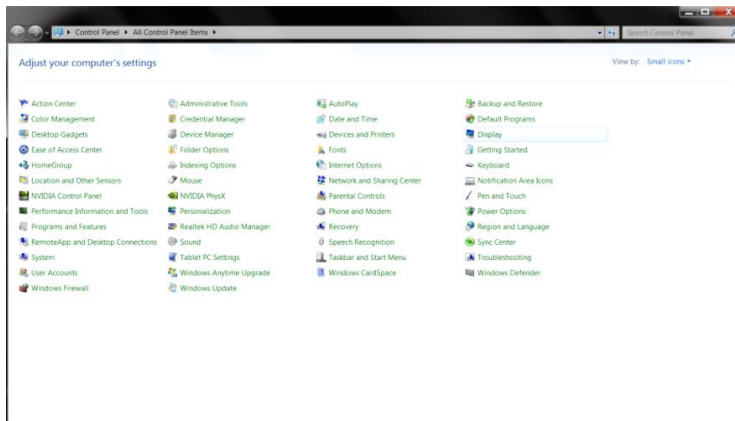 Control Panel ▸ All Control Panel Items ▸
Search Control Panel
Adjust your computer's settings
View by: Small icons
Action Center
Administrative Tools
AutoPlay
Backup and Restore
Color Management
Credential Manager
Date and Time
Default Programs
Desktop Gadgets
Device Manager
Devices and Printers
Display
Ease of Access Center
Folder Options
Fonts
Getting Started
HomeGroup
Indexing Options
Internet Options
Keyboard
Location and Other Sensors
Mouse
Network and Sharing Center
Notification Area Icons
NVIDIA Control Panel
NVIDIA PhysX
Parental Controls
Pen and Touch
Performance Information and Tools
Personalization
Phone and Modem
Power Options
Programs and Features
Realtek HD Audio Manager
Recovery
Region and Language
RemoteApp and Desktop Connections
Sound
Speech Recognition
Sync Center
System
Tablet PC Settings
Taskbar and Start Menu
Troubleshooting
User Accounts
Windows Anytime Upgrade
Windows CardSpace
Windows Defender
Windows Firewall
Windows Update